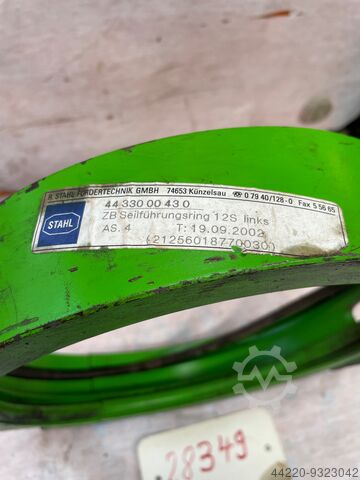 R. STAHL FÖRDERTECHNIK GMBH 74653 Künzelsau ☎ 0 79 40/128-0 Fax 5 56 65
44 330 00 43 0
ZB Seilführungsring 12S links
AS. 4 T: 19.09.2002
(21256018770030)
STAHL
28349
44220-9323042